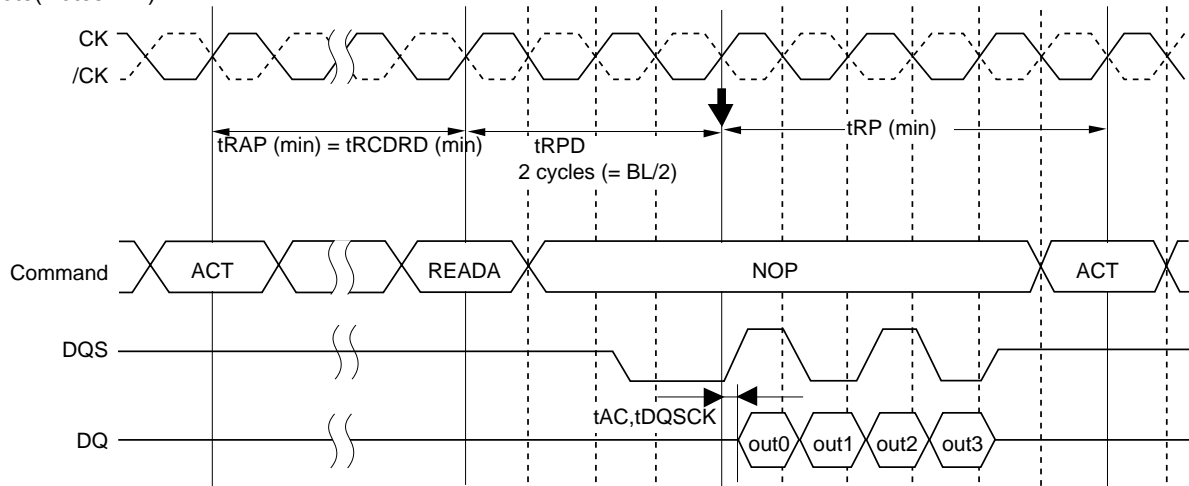 CK
/CK
tRAP (min) = tRCDRD (min)
tRPD
2 cycles (= BL/2)
tRP (min)
Command
ACT
READA
NOP
ACT
DQS
tAC,tDQSCK
DQ
out0
out1
out2
out3